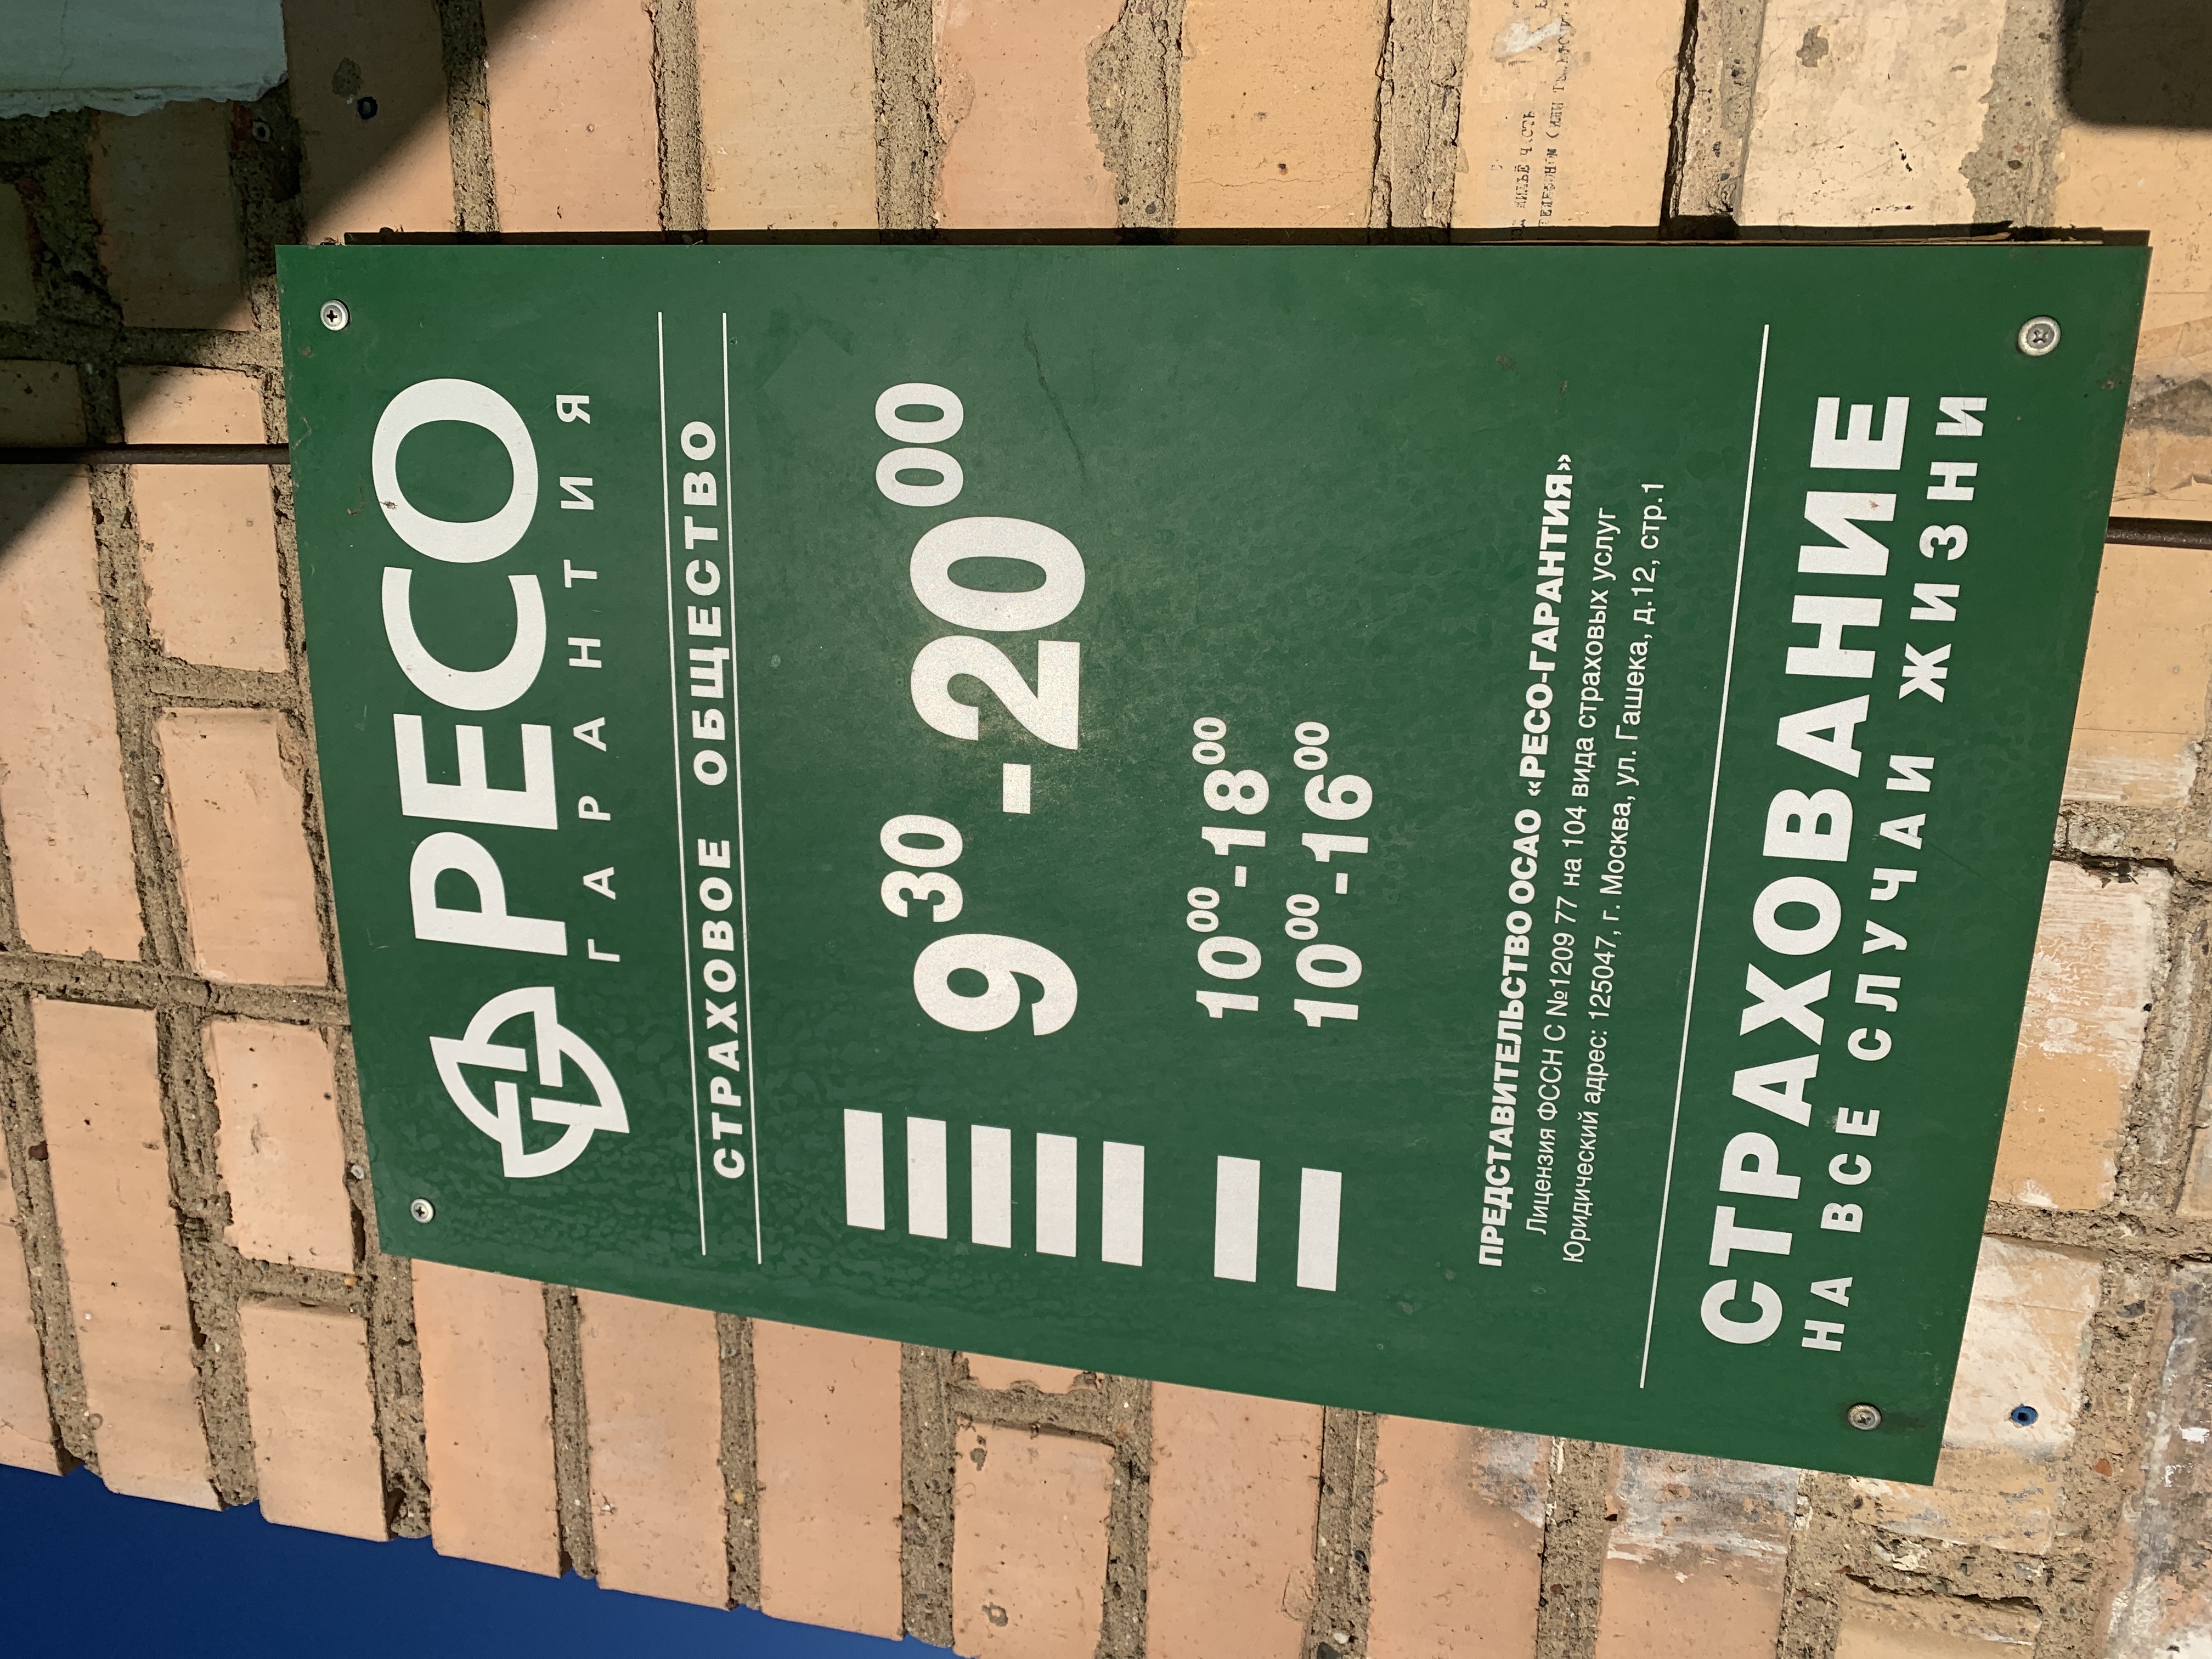 РЕСО
ГАРАНТИЯ
СТРАХОВОЕ ОБЩЕСТВО
9³⁰-20⁰⁰
10⁰⁰-18⁰⁰
10⁰⁰-16⁰⁰
ПРЕДСТАВИТЕЛЬСТВО ОСАО «РЕСО-ГАРАНТИЯ»
Лицензия ФССН С №1209 77 на 104 вида страховых услуг
Юридический адрес: 125047, г. Москва, ул. Гашека, д.12, стр.1
СТРАХОВАНИЕ
НА ВСЕ СЛУЧАИ ЖИЗНИ